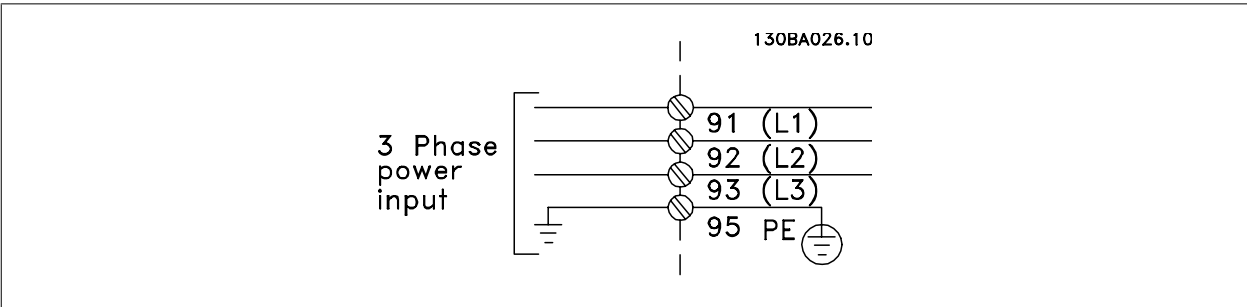 130BA026.10
3 Phase
power
input
91 (L1)
92 (L2)
93 (L3)
95 PE